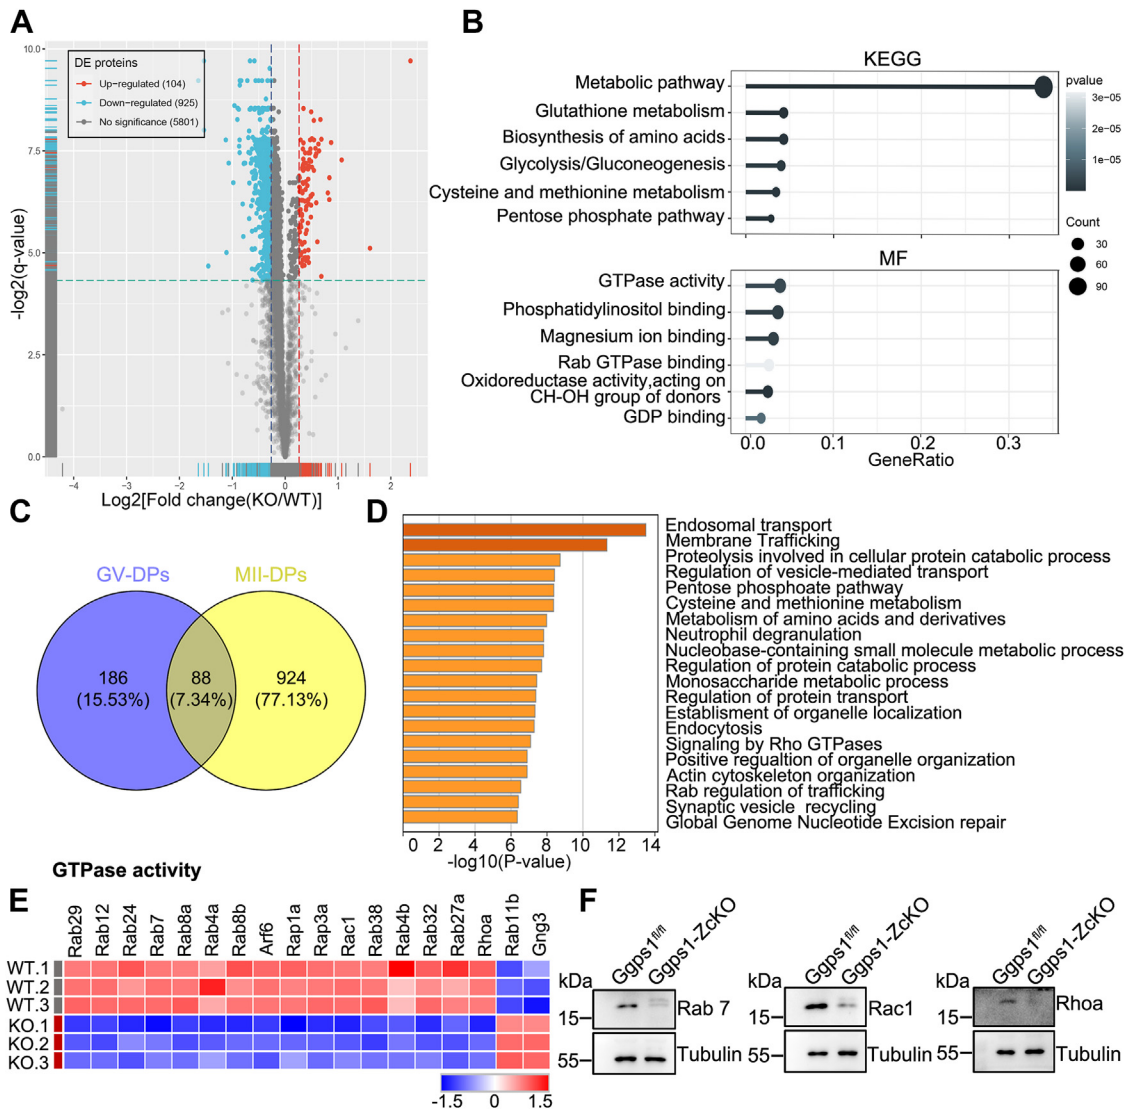 A
DE proteins
Up-regulated (104)
Down-regulated (925)
No significance (5801)
10.0
7.5
5.0
2.5
0.0
-log2(q-value)
−4
−3
−2
−1
0
1
2
Log2[Fold change(KO/WT)]
B
KEGG
Metabolic pathway
Glutathione metabolism
Biosynthesis of amino acids
Glycolysis/Gluconeogenesis
Cysteine and methionine metabolism
Pentose phosphate pathway
MF
GTPase activity
Phosphatidylinositol binding
Magnesium ion binding
Rab GTPase binding
Oxidoreductase activity,acting on
CH-OH group of donors
GDP binding
0.0
0.1
0.2
0.3
GeneRatio
pvalue
3e−05
2e−05
1e−05
Count
30
60
90
C
GV-DPs
MII-DPs
186
(15.53%)
88
(7.34%)
924
(77.13%)
D
Endosomal transport
Membrane Trafficking
Proteolysis involved in cellular protein catabolic process
Regulation of vesicle-mediated transport
Pentose phosphoate pathway
Cysteine and methionine metabolism
Metabolism of amino acids and derivatives
Neutrophil degranulation
Nucleobase-containing small molecule metabolic process
Regulation of protein catabolic process
Monosaccharide metabolic process
Regulation of protein transport
Establisment of organelle localization
Endocytosis
Signaling by Rho GTPases
Positive regualtion of organelle organization
Actin cytoskeleton organization
Rab regulation of trafficking
Synaptic vesicle recycling
Global Genome Nucleotide Excision repair
0 2 4 6 8 10 12 14
-log10(P-value)
GTPase activity
E
Rab29
Rab12
Rab24
Rab7
Rab8a
Rab4a
Rab8b
Arf6
Rap1a
Rap3a
Rac1
Rab38
Rab4b
Rab32
Rab27a
Rhoa
Rab11b
Gng3
WT.1
WT.2
WT.3
KO.1
KO.2
KO.3
-1.5 0 1.5
F
Ggps1fl/fl
Ggps1-ZcKO
kDa
15
Rab 7
55
Tubulin
Ggps1fl/fl
Ggps1-ZcKO
kDa
15
Rac1
55
Tubulin
Ggps1fl/fl
Ggps1-ZcKO
kDa
15
Rhoa
55
Tubulin